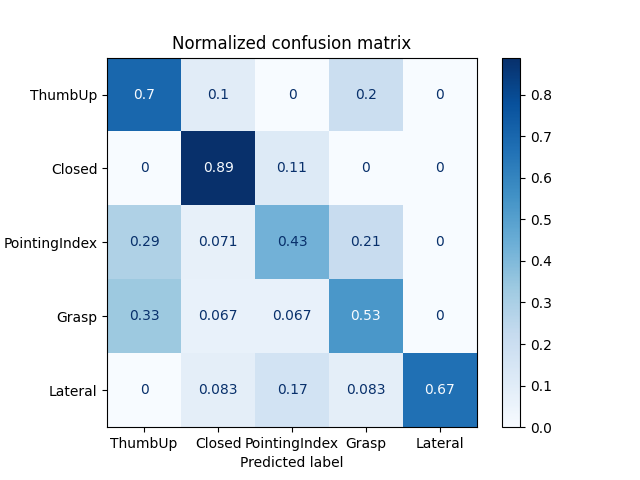 Normalized confusion matrix
ThumbUp 0.7 0.1 0 0.2 0
Closed 0 0.89 0.11 0 0
PointingIndex 0.29 0.071 0.43 0.21 0
Grasp 0.33 0.067 0.067 0.53 0
Lateral 0 0.083 0.17 0.083 0.67
ThumbUp Closed PointingIndex Grasp Lateral
Predicted label
0.8
0.7
0.6
0.5
0.4
0.3
0.2
0.1
0.0